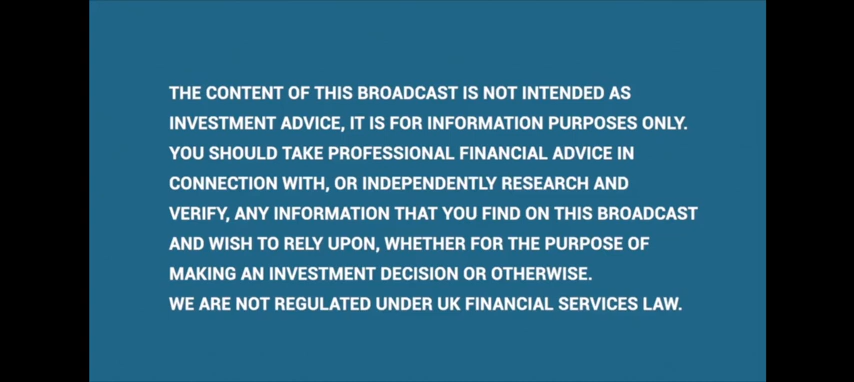 THE CONTENT OF THIS BROADCAST IS NOT INTENDED AS
INVESTMENT ADVICE, IT IS FOR INFORMATION PURPOSES ONLY.
YOU SHOULD TAKE PROFESSIONAL FINANCIAL ADVICE IN
CONNECTION WITH, OR INDEPENDENTLY RESEARCH AND
VERIFY, ANY INFORMATION THAT YOU FIND ON THIS BROADCAST
AND WISH TO RELY UPON, WHETHER FOR THE PURPOSE OF
MAKING AN INVESTMENT DECISION OR OTHERWISE.
WE ARE NOT REGULATED UNDER UK FINANCIAL SERVICES LAW.